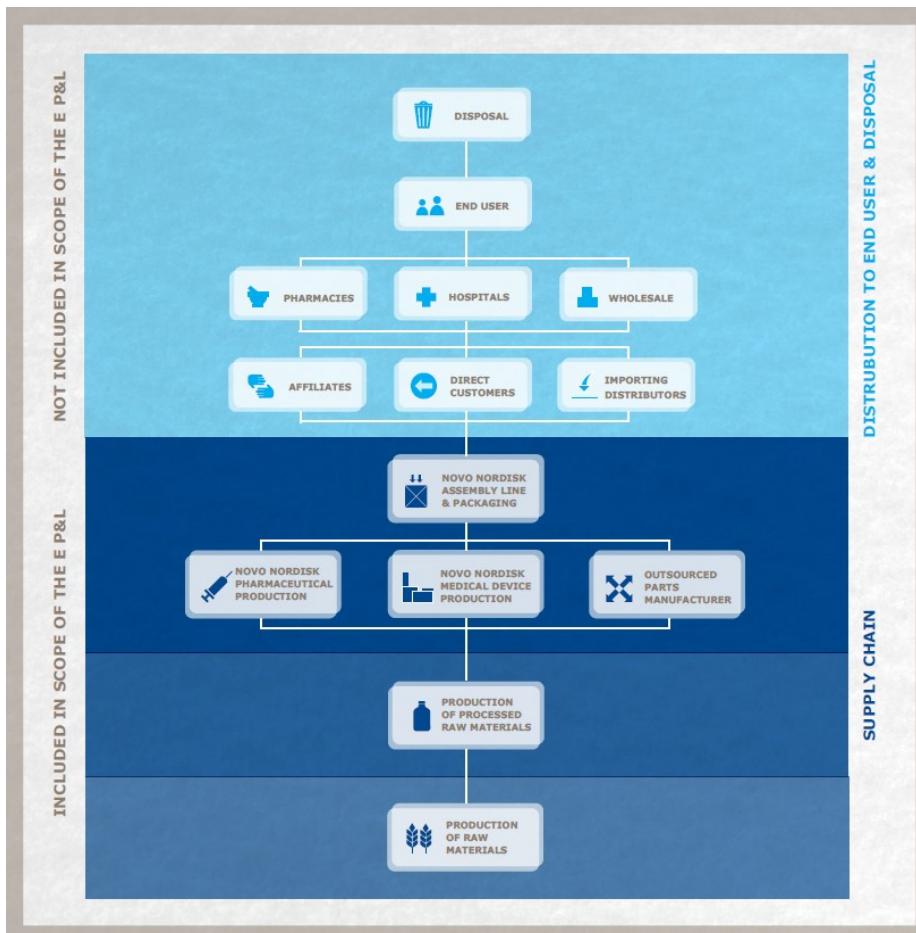 NOT INCLUDED IN SCOPE OF THE E P&L
DISTRUBUTION TO END USER & DISPOSAL
DISPOSAL
END USER
PHARMACIES
HOSPITALS
WHOLESALE
AFFILIATES
DIRECT
CUSTOMERS
IMPORTING
DISTRIBUTORS
INCLUDED IN SCOPE OF THE E P&L
SUPPLY CHAIN
NOVO NORDISK
ASSEMBLY LINE
& PACKAGING
NOVO NORDISK
PHARMACEUTICAL
PRODUCTION
NOVO NORDISK
MEDICAL DEVICE
PRODUCTION
OUTSOURCED
PARTS
MANUFACTURER
PRODUCTION
OF PROCESSED
RAW MATERIALS
PRODUCTION
OF RAW
MATERIALS